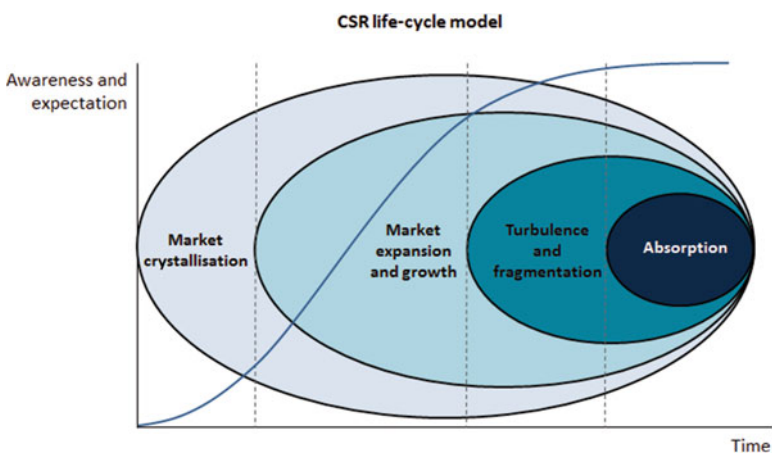 CSR life-cycle model
Awareness and
expectation
Market
crystallisation
Market
expansion
and growth
Turbulence
and
fragmentation
Absorption
Time